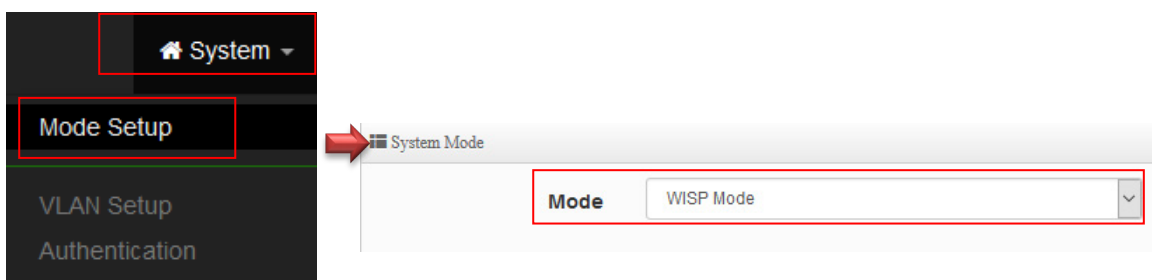 System
Mode Setup
VLAN Setup
Authentication
System Mode
Mode WISP Mode